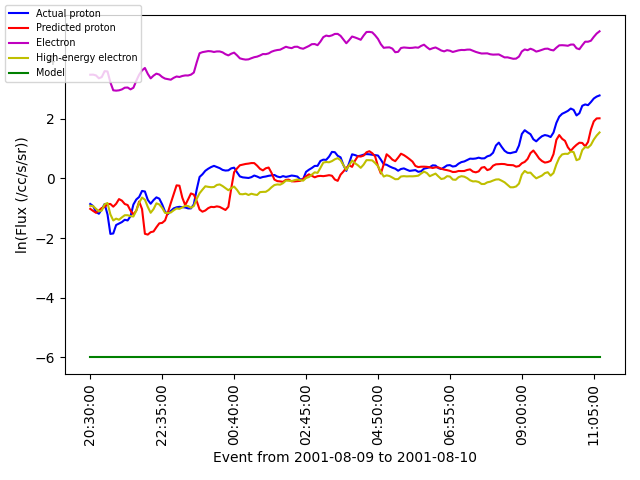 Actual proton
Predicted proton
Electron
High-energy electron
Model
ln(Flux (/cc/s/sr))
2
0
−2
−4
−6
20:30:00
22:35:00
00:40:00
02:45:00
04:50:00
06:55:00
09:00:00
11:05:00
Event from 2001-08-09 to 2001-08-10